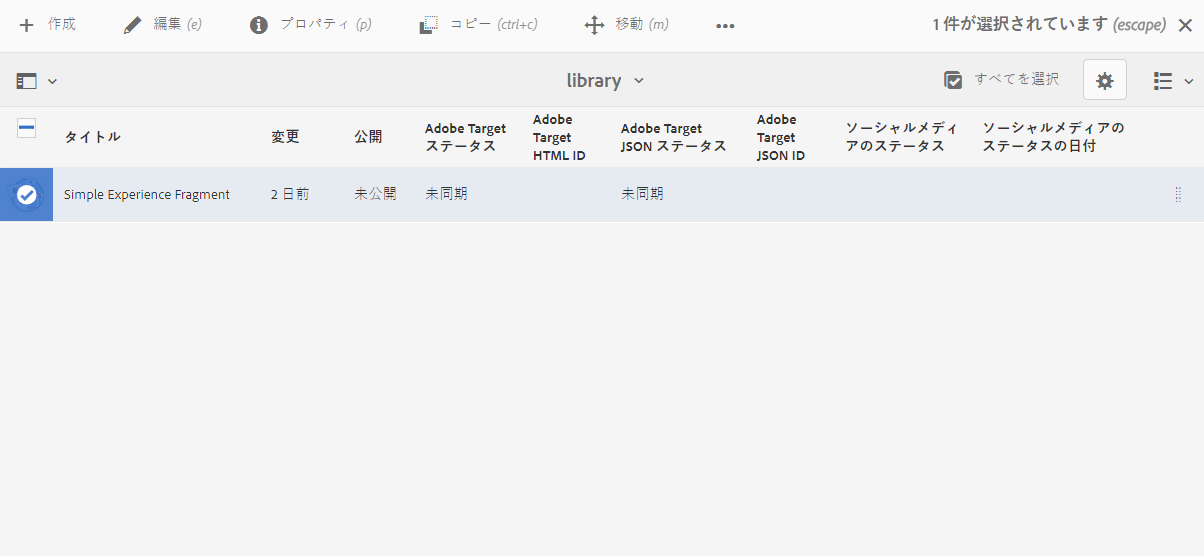 作成 編集 (e) プロパティ (p) コピー (ctrl+c) 移動 (m) 1 件が選択されています (escape)
library すべてを選択
タイトル 変更 公開 Adobe Target ステータス Adobe Target HTML ID Adobe Target JSON ステータス Adobe Target JSON ID ソーシャルメディアのステータス ソーシャルメディアのステータスの日付
Simple Experience Fragment 2 日前 未公開 未同期 未同期